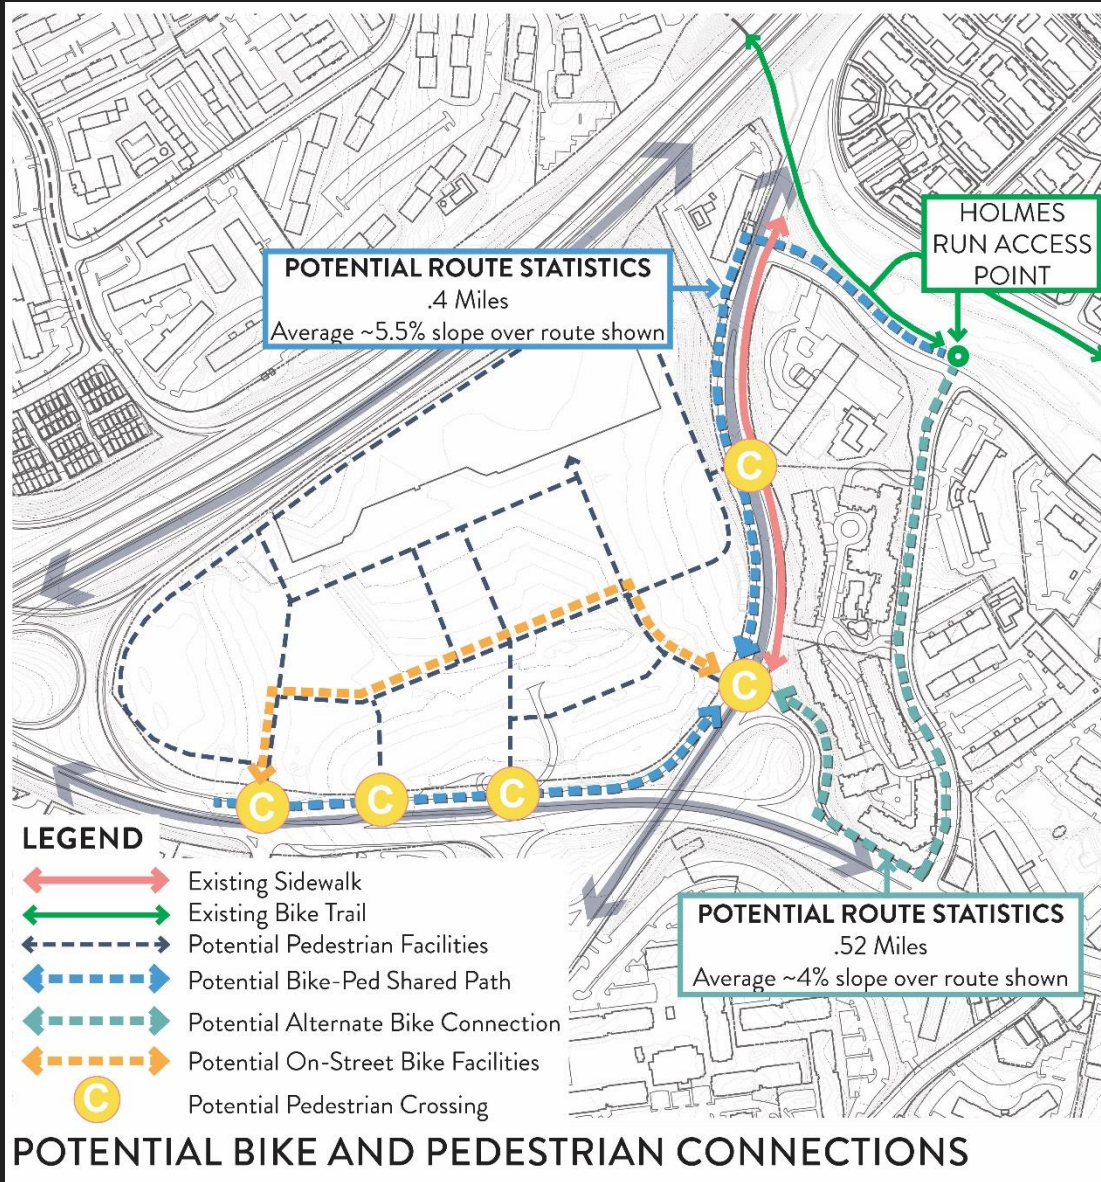 HOLMES
RUN ACCESS
POINT
POTENTIAL ROUTE STATISTICS
.4 Miles
Average ~5.5% slope over route shown
C
C
C
C
C
LEGEND
Existing Sidewalk
Existing Bike Trail
Potential Pedestrian Facilities
Potential Bike-Ped Shared Path
Potential Alternate Bike Connection
Potential On-Street Bike Facilities
C
Potential Pedestrian Crossing
POTENTIAL ROUTE STATISTICS
.52 Miles
Average ~4% slope over route shown
POTENTIAL BIKE AND PEDESTRIAN CONNECTIONS